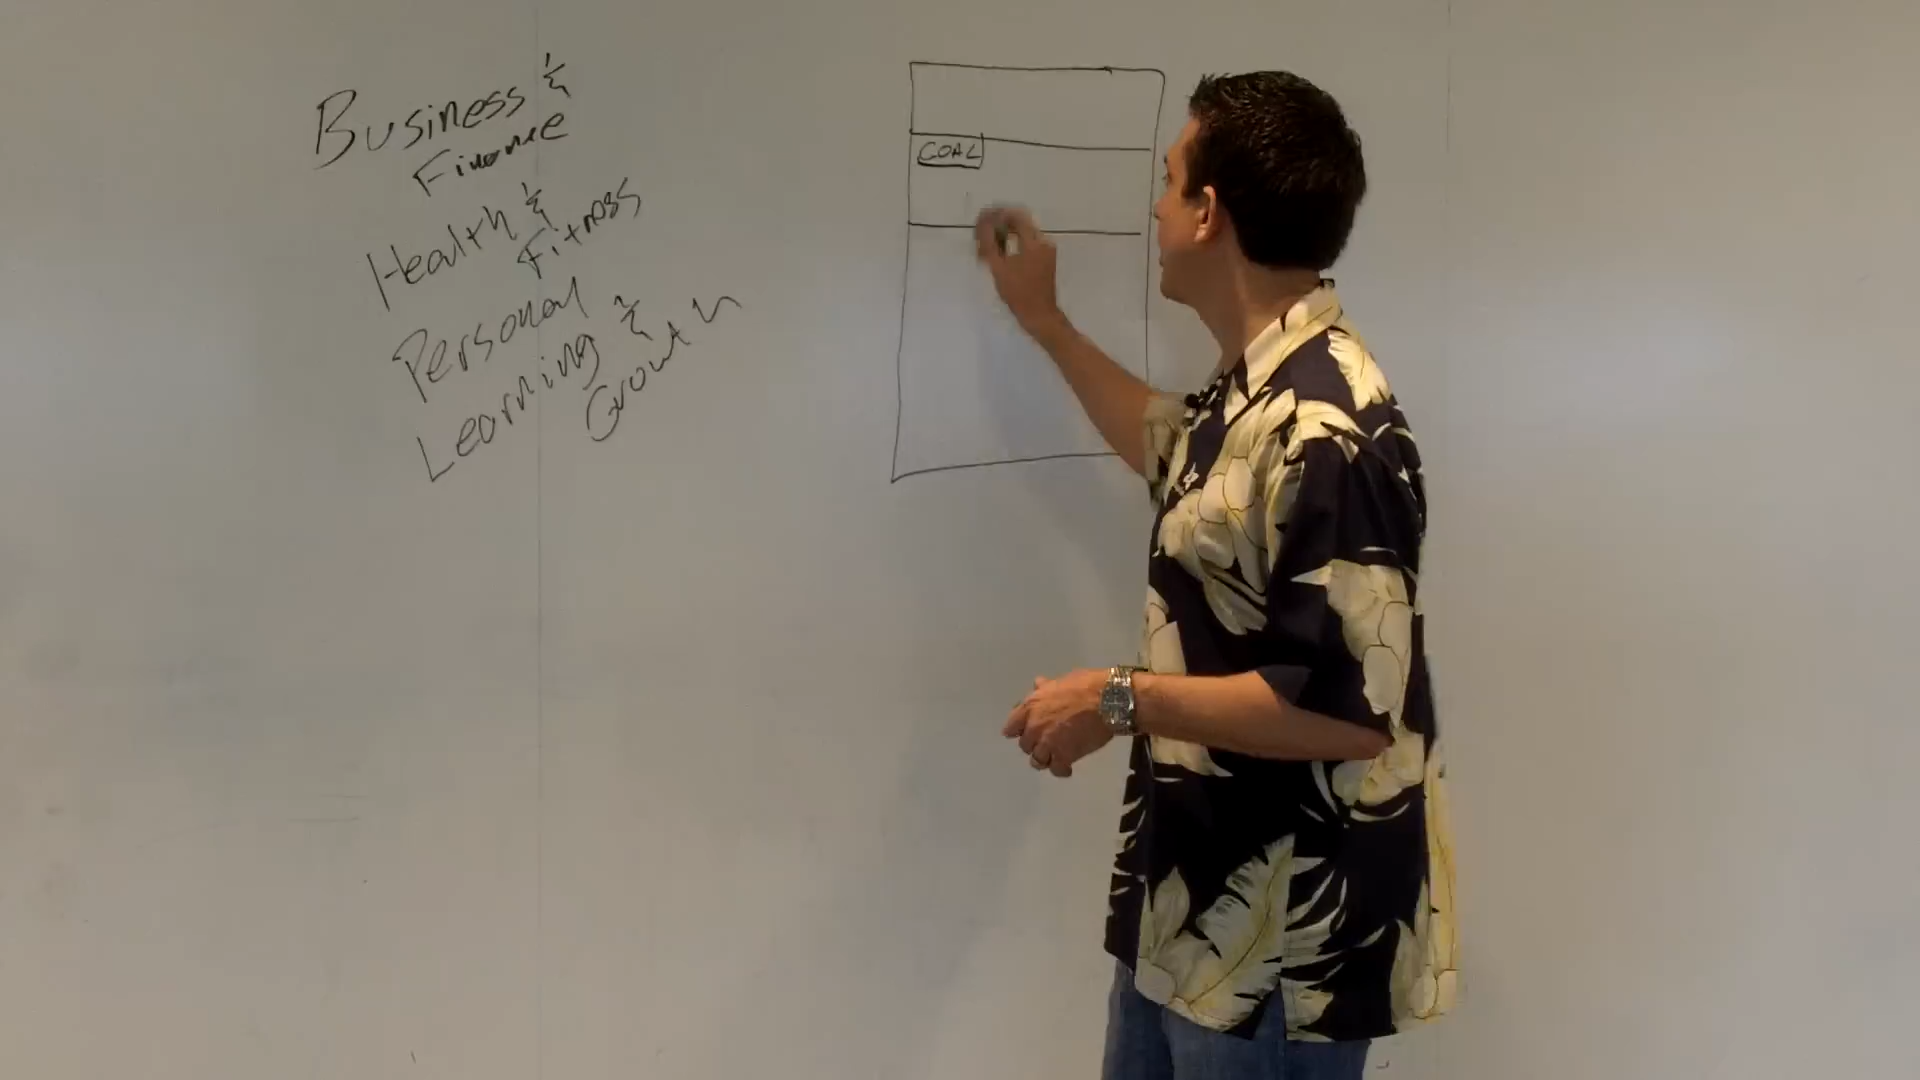 Business &
Finance
Health &
Fitness
Personal
Learning &
Growth
GOAL